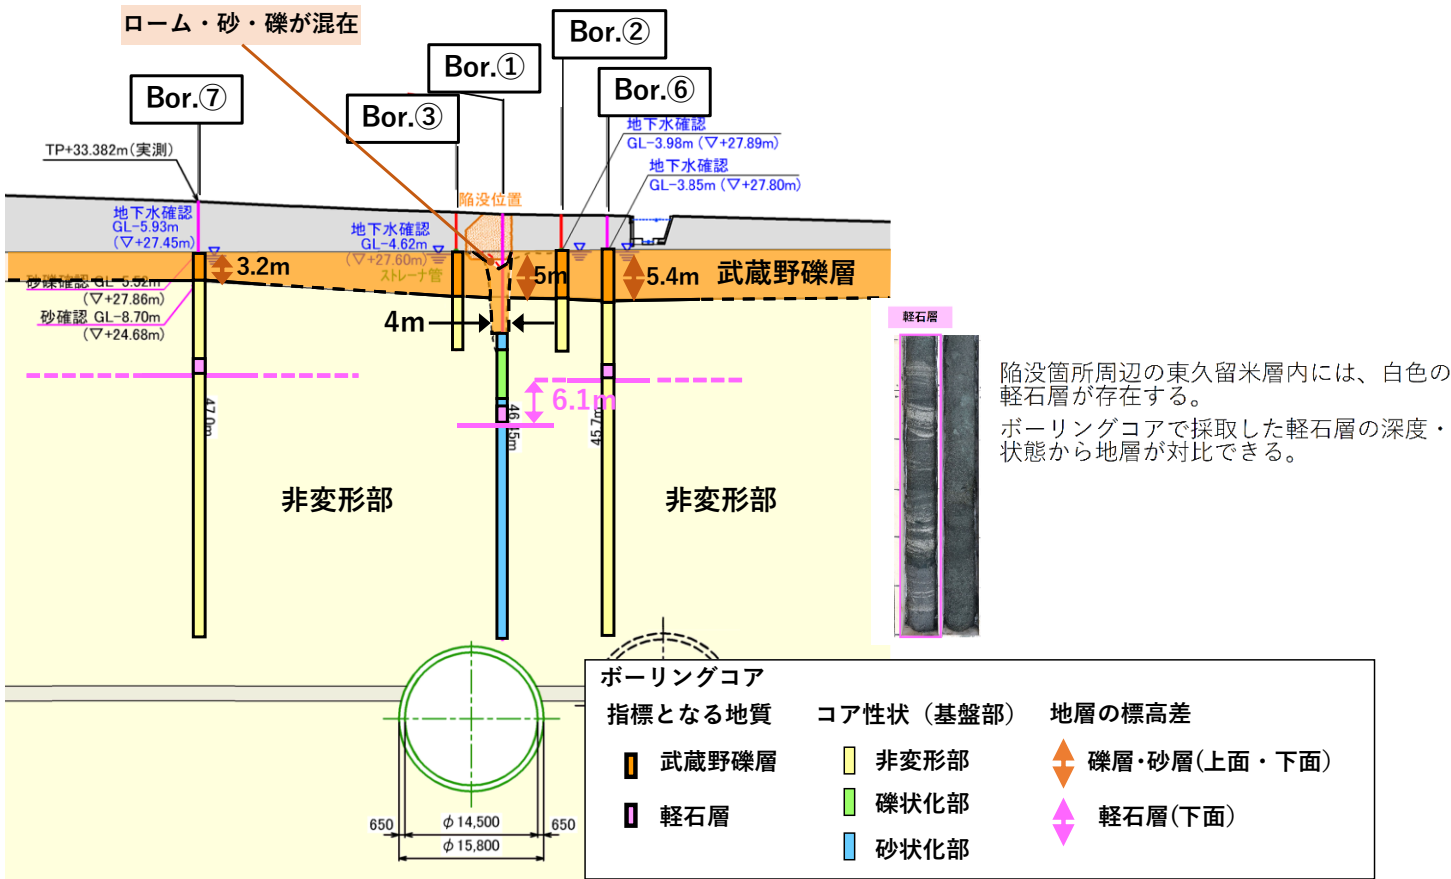 ローム・砂・礫が混在
Bor.②
Bor.①
Bor.⑦
Bor.⑥
Bor.③
地下水確認
GL-3.98m (▽+27.89m)
TP+33.382m(実測)
地下水確認
GL-3.85m (▽+27.80m)
陥没位置
地下水確認
GL-5.93m
(▽+27.45m)
地下水確認
GL-4.62m
(▽+27.60m)
ストレーナ管
3.2m
5m
5.4m
武蔵野礫層
砂礫確認 GL-5.52m
(▽+27.86m)
砂確認 GL-8.70m
(▽+24.68m)
4m
軽石層
陥没箇所周辺の東久留米層内には、白色の
軽石層が存在する。
ボーリングコアで採取した軽石層の深度・
状態から地層が対比できる。
6.1m
47.0m
45.7m
非変形部
非変形部
ボーリングコア
指標となる地質
コア性状（基盤部）
地層の標高差
武蔵野礫層
非変形部
礫層・砂層(上面・下面)
礫状化部
軽石層
軽石層(下面)
砂状化部
650
φ14,500
650
φ15,800